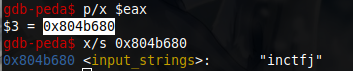 gdb-peda$ p/x $eax
$3 = 0x804b680
gdb-peda$ x/s 0x804b680
0x804b680 <input_strings>: "inctfj"